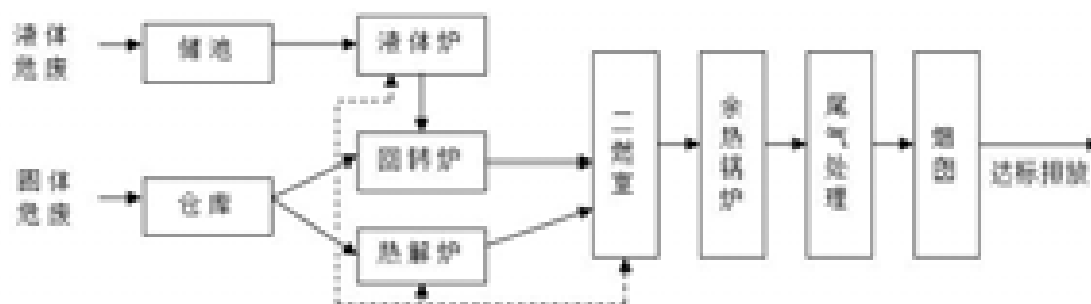 液体
危废
储池
液体炉
固体
危废
仓库
回转炉
热解炉
二燃室
余热锅炉
尾气处理
烟囱
达标排放